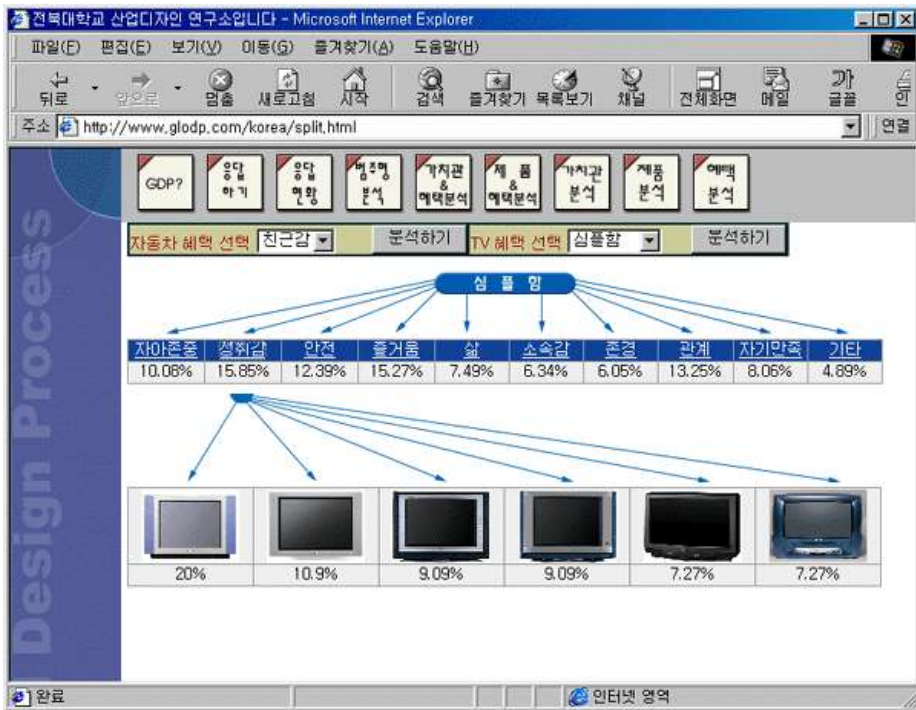 전북대학교 산업디자인 연구소입니다 - Microsoft Internet Explorer
파일(F) 편집(E) 보기(V) 이동(G) 즐겨찾기(A) 도움말(H)
뒤로 앞으로 멈춤 새로고침 시작 검색 즐겨찾기 목록보기 채널 전체화면 메일 글꼴 인
주소 http://www.glodp.com/korea/split.html 연결
GDP? 응답하기 응답현황 범주명분석 가치관&혜택분석 제품&혜택분석 가치관분석 제품분석 혜택분석
자동차 혜택 선택 친근감 분석하기 TV 혜택 선택 심플함 분석하기
심플함
자아존중 성취감 안전 즐거움 삶 소속감 존경 관계 자기만족 기타
10.08% 15.85% 12.39% 15.27% 7.49% 6.34% 6.05% 13.25% 8.06% 4.89%
20% 10.9% 9.09% 9.09% 7.27% 7.27%
Design Process
완료 인터넷 영역